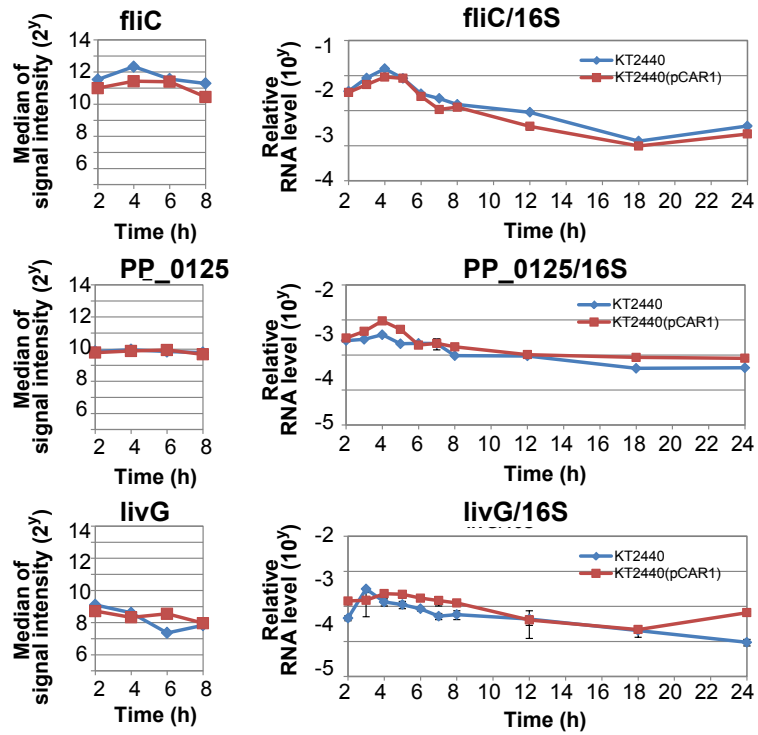 fliC
Median of
signal intensity (2^y)
14
12
10
8
6
2 4 6 8
Time (h)
fliC/16S
Relative
RNA level (10^y)
-1
-2
-3
-4
KT2440
KT2440(pCAR1)
2 4 6 8 10 12 14 16 18 20 22 24
Time (h)
PP_0125
Median of
signal intensity (2^y)
14
12
10
8
6
2 4 6 8
Time (h)
PP_0125/16S
Relative
RNA level (10^y)
-2
-3
-4
-5
KT2440
KT2440(pCAR1)
2 4 6 8 10 12 14 16 18 20 22 24
Time (h)
livG
Median of
signal intensity (2^y)
14
12
10
8
6
2 4 6 8
Time (h)
livG/16S
Relative
RNA level (10^y)
-2
-3
-4
-5
KT2440
KT2440(pCAR1)
2 4 6 8 10 12 14 16 18 20 22 24
Time (h)